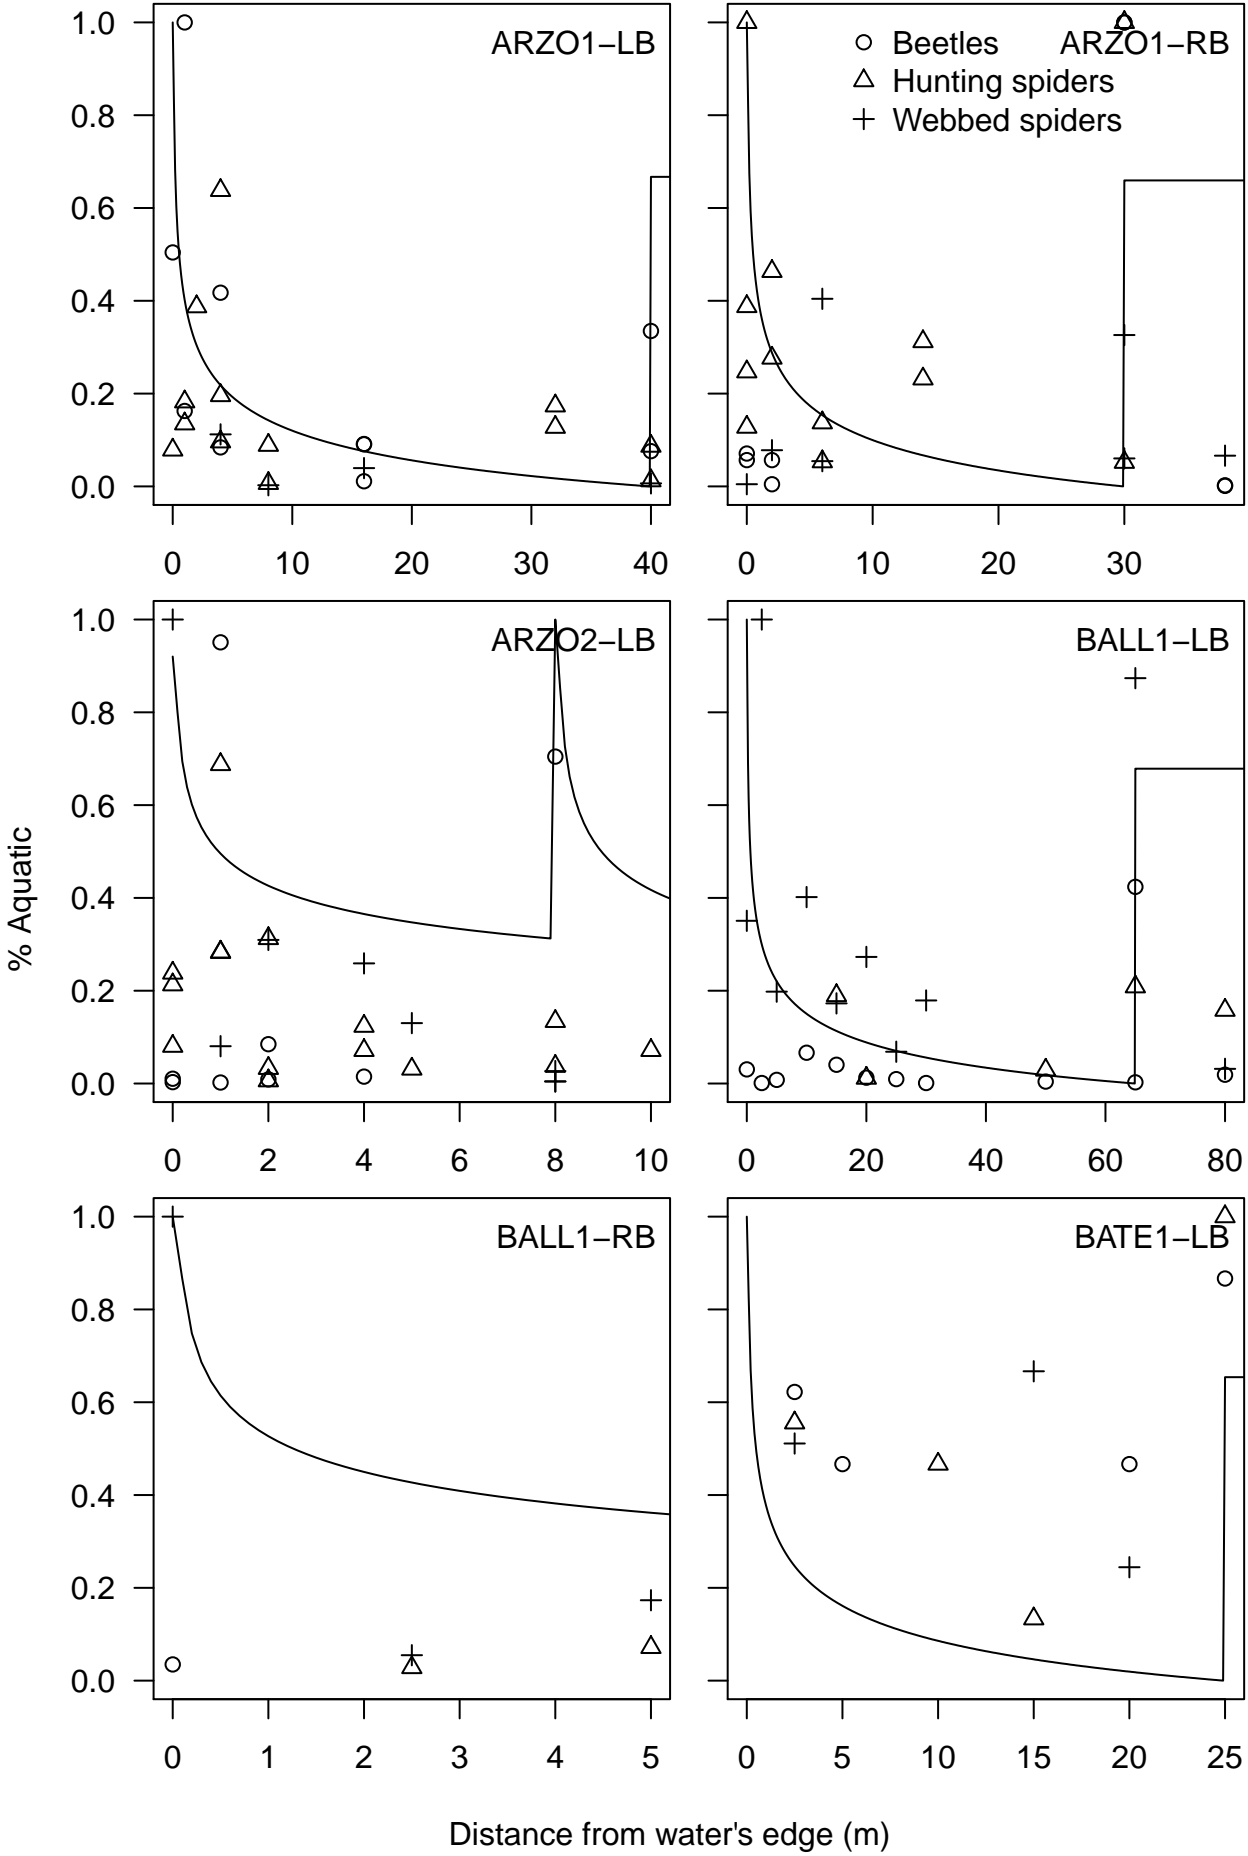 ARZO1−LB
1.0
0.8
0.6
0.4
0.2
0.0
0 10 20 30 40
ARZO1−RB
Beetles
Hunting spiders
Webbed spiders
0 10 20 30
% Aquatic
ARZO2−LB
1.0
0.8
0.6
0.4
0.2
0.0
0 2 4 6 8 10
BALL1−LB
0 20 40 60 80
BALL1−RB
1.0
0.8
0.6
0.4
0.2
0.0
0 1 2 3 4 5
BATE1−LB
0 5 10 15 20 25
Distance from water's edge (m)